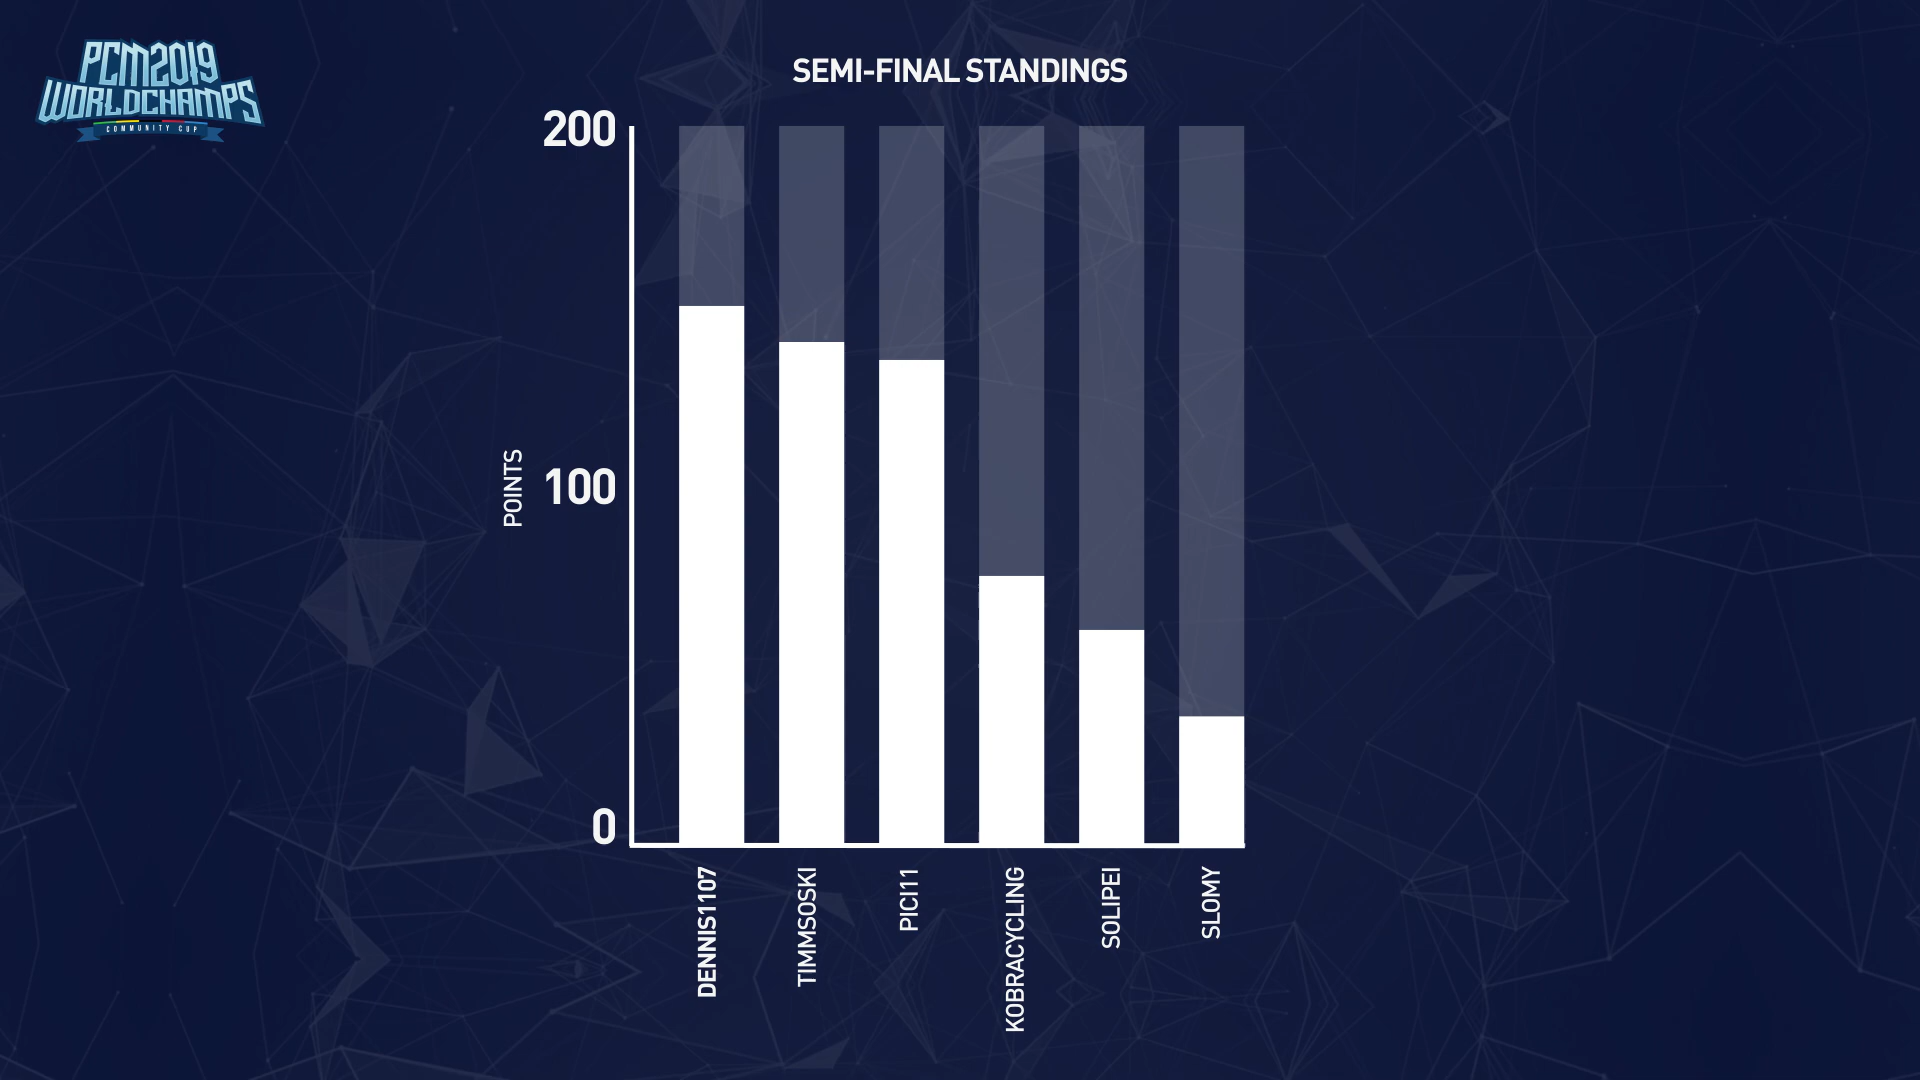 PCM2019
WORLDCHAMPS
COMMUNITY CUP
SEMI-FINAL STANDINGS
200
100
0
POINTS
DENNIS1107
TIMMSOSKI
PICI11
KOBRACYCLING
SOLIPEI
SLOMY